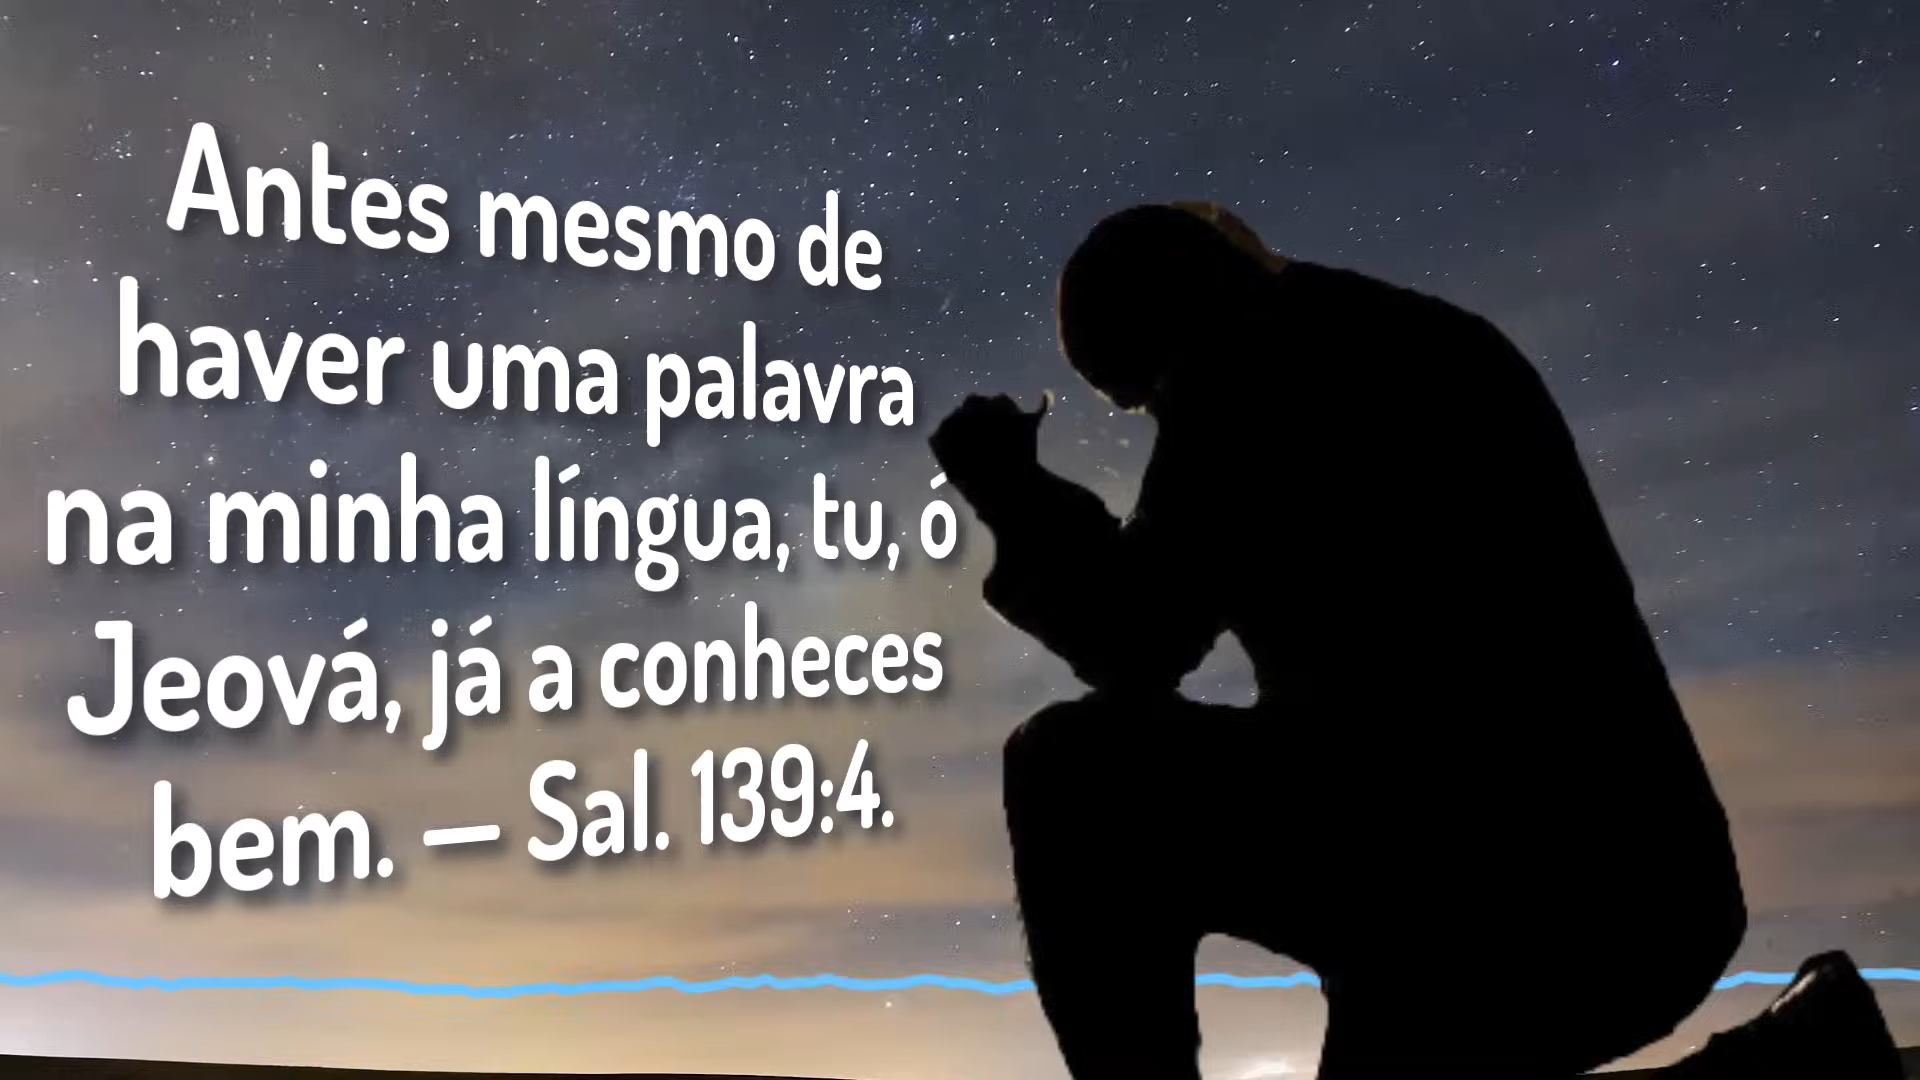 Antes mesmo de
haver uma palavra
na minha língua, tu, ó
Jeová, já a conheces
bem. — Sal. 139:4.